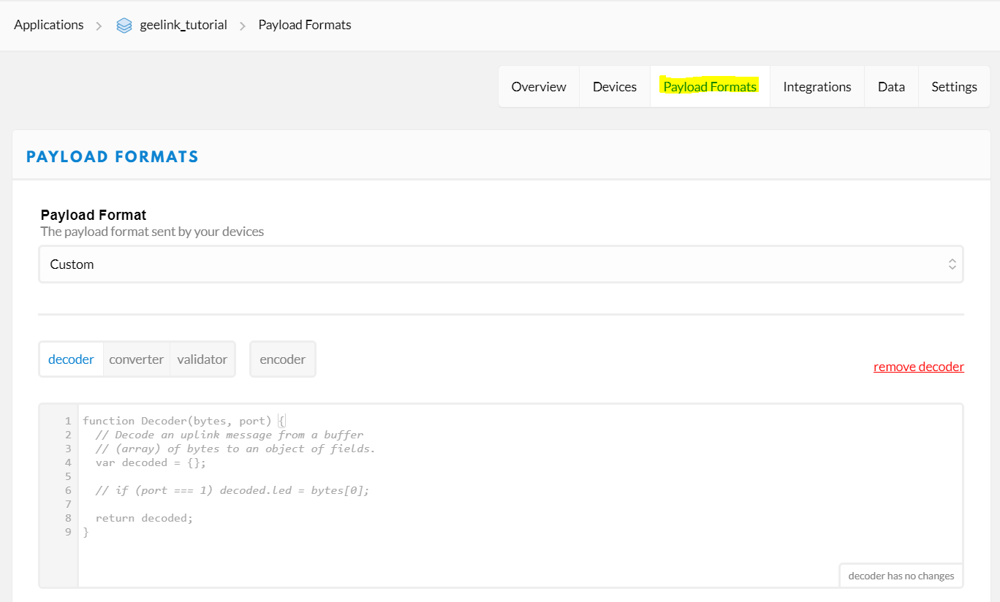 Applications > geelink_tutorial > Payload Formats
Overview Devices Payload Formats Integrations Data Settings
PAYLOAD FORMATS
Payload Format
The payload format sent by your devices
Custom
decoder converter validator encoder
remove decoder
1 function Decoder(bytes, port) {
2   // Decode an uplink message from a buffer
3   // (array) of bytes to an object of fields.
4   var decoded = {};
5
6   // if (port === 1) decoded.led = bytes[0];
7
8   return decoded;
9 }
decoder has no changes